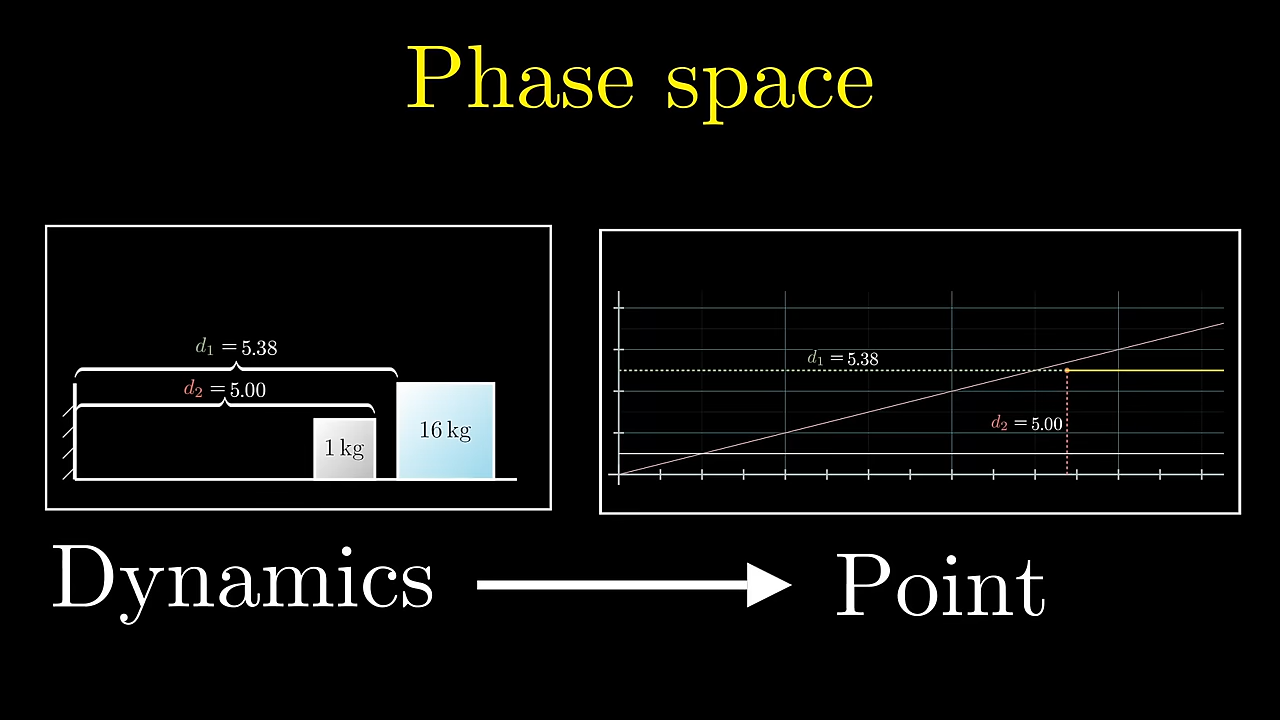 Phase space
d₁ = 5.38
d₂ = 5.00
1 kg
16 kg
d₁ = 5.38
d₂ = 5.00
Dynamics
Point